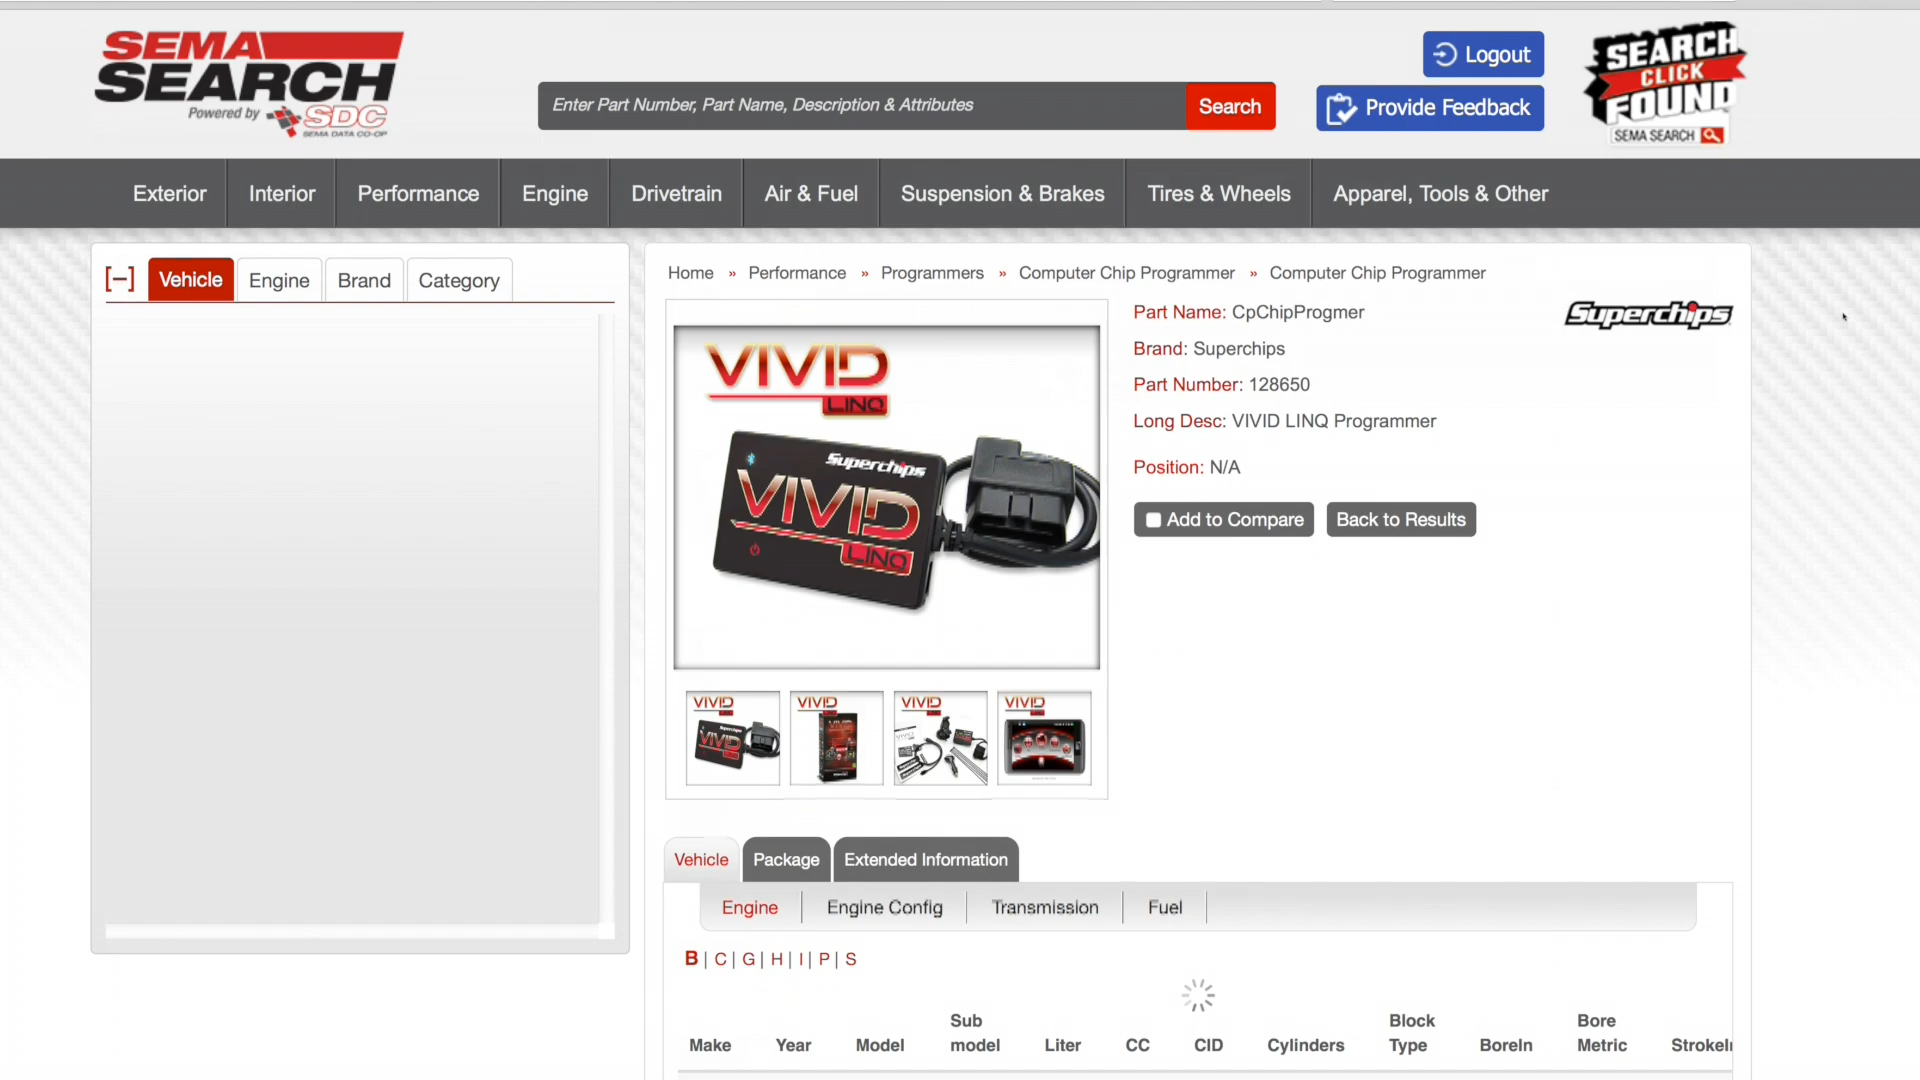 SEMA
SEARCH
Powered by SDC
SEMA DATA CO-OP
Enter Part Number, Part Name, Description & Attributes
Search
Logout
Provide Feedback
SEARCH
CLICK
FOUND
SEMA SEARCH
Exterior
Interior
Performance
Engine
Drivetrain
Air & Fuel
Suspension & Brakes
Tires & Wheels
Apparel, Tools & Other
[–]
Vehicle
Engine
Brand
Category
Home » Performance » Programmers » Computer Chip Programmer » Computer Chip Programmer
VIVID
LINQ
Superchips
VIVID
LINQ
Part Name: CpChipProgmer
Brand: Superchips
Part Number: 128650
Long Desc: VIVID LINQ Programmer
Position: N/A
Add to Compare
Back to Results
Superchips
VIVID
VIVID
VIVID
VIVID
Superchips
VIVID
VIVID
Vehicle
Package
Extended Information
Engine
Engine Config
Transmission
Fuel
B | C | G | H | I | P | S
Make
Year
Model
Sub
model
Liter
CC
CID
Cylinders
Block
Type
BoreIn
Bore
Metric
StrokeI